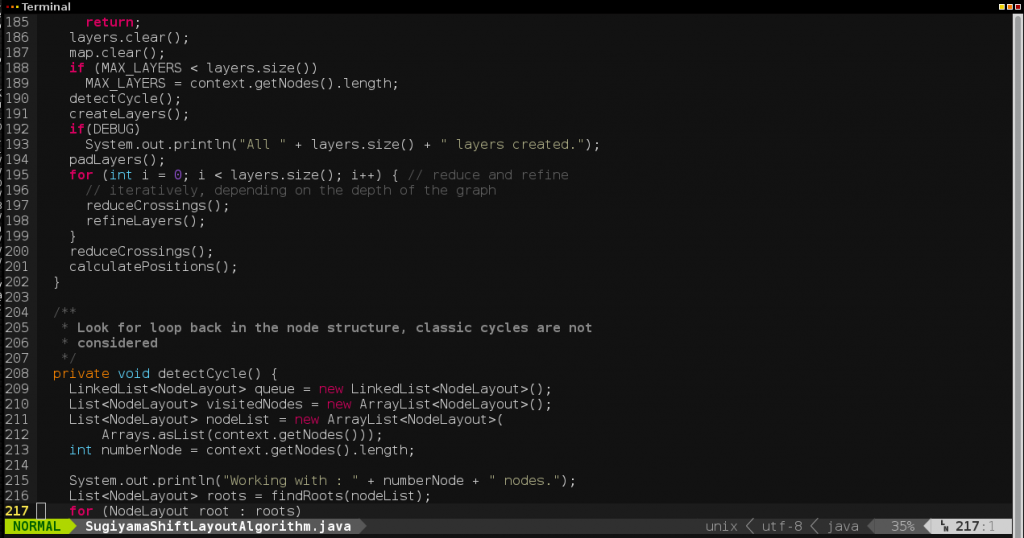 Terminal
185       return;
186     layers.clear();
187     map.clear();
188     if (MAX_LAYERS < layers.size())
189       MAX_LAYERS = context.getNodes().length;
190     detectCycle();
191     createLayers();
192     if(DEBUG)
193       System.out.println("All " + layers.size() + " layers created.");
194     padLayers();
195     for (int i = 0; i < layers.size(); i++) { // reduce and refine
196       // iteratively, depending on the depth of the graph
197       reduceCrossings();
198       refineLayers();
199     }
200     reduceCrossings();
201     calculatePositions();
202   }
203
204   /**
205    * Look for loop back in the node structure, classic cycles are not
206    * considered
207    */
208   private void detectCycle() {
209     LinkedList<NodeLayout> queue = new LinkedList<NodeLayout>();
210     List<NodeLayout> visitedNodes = new ArrayList<NodeLayout>();
211     List<NodeLayout> nodeList = new ArrayList<NodeLayout>(
212         Arrays.asList(context.getNodes()));
213     int numberNode = context.getNodes().length;
214
215     System.out.println("Working with : " + numberNode + " nodes.");
216     List<NodeLayout> roots = findRoots(nodeList);
217     for (NodeLayout root : roots)
NORMAL SugiyamaShiftLayoutAlgorithm.java unix utf-8 java 35% LN 217:1